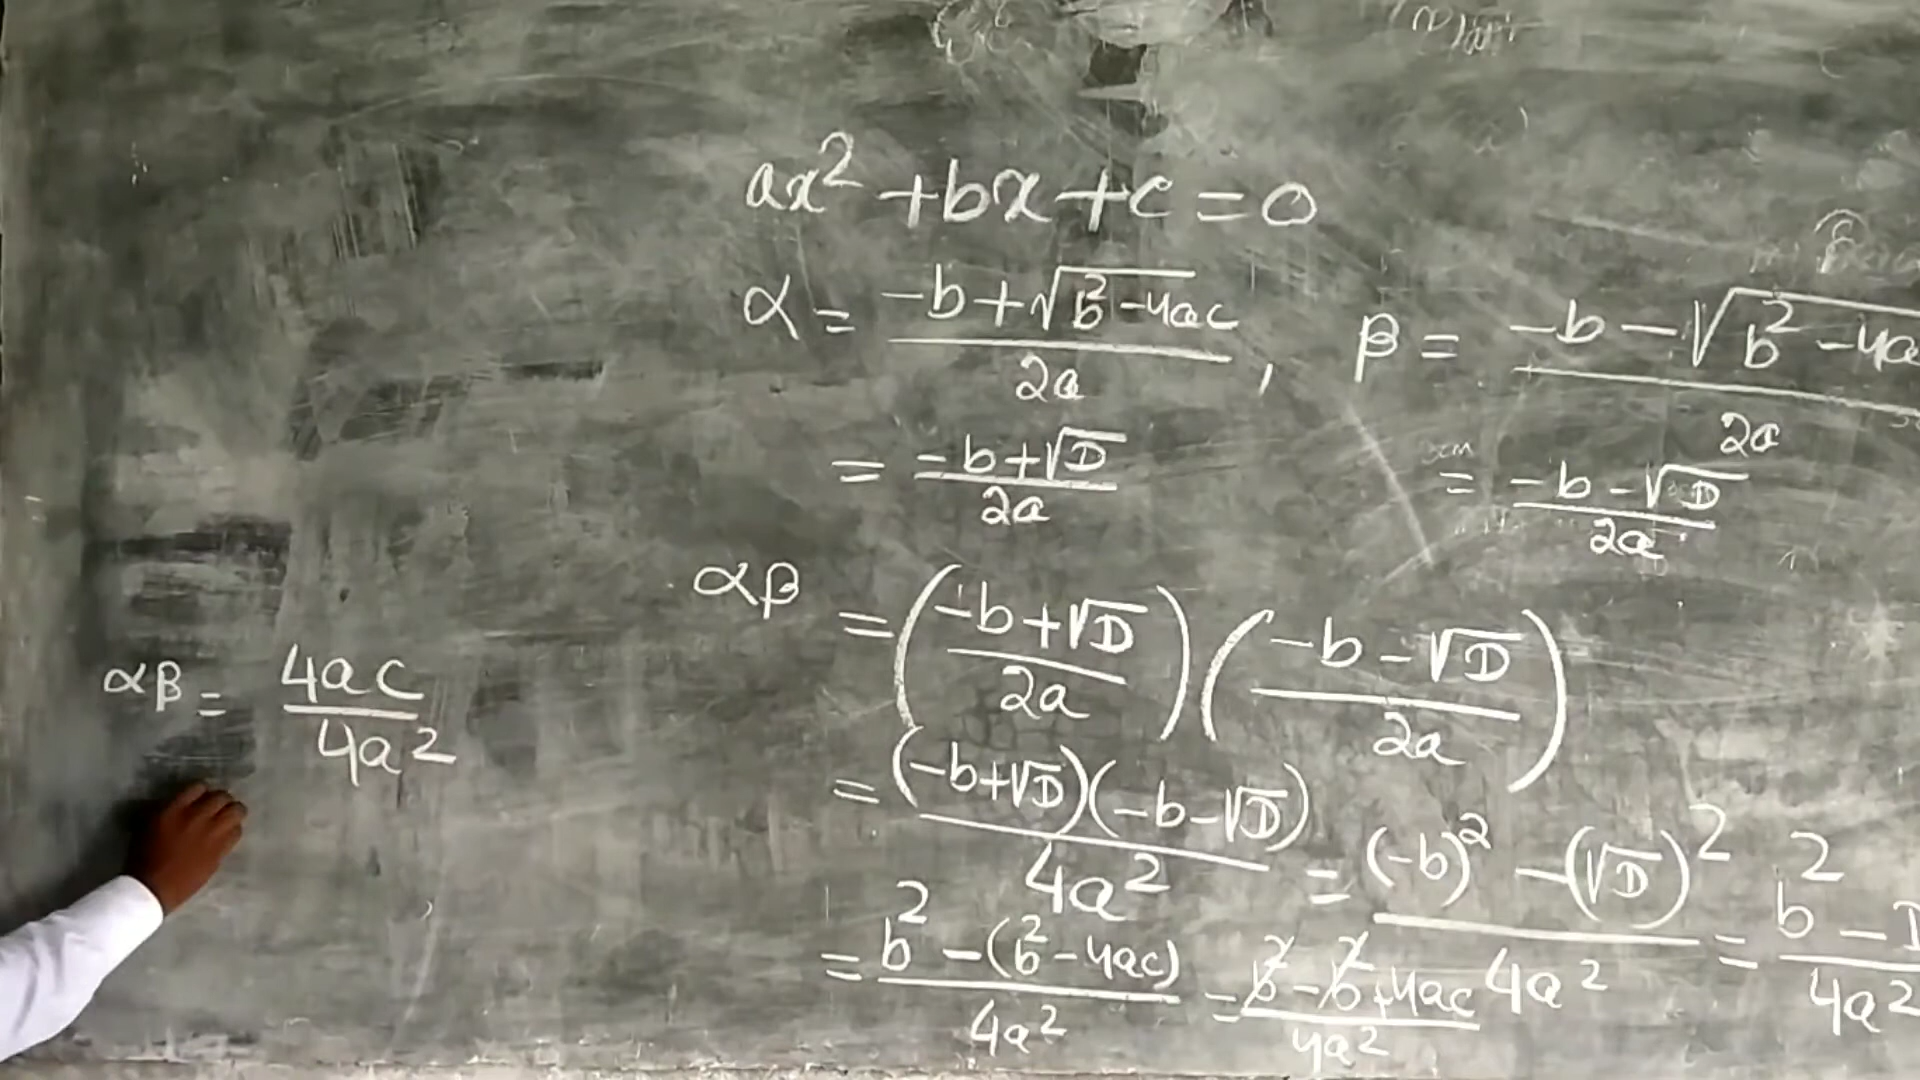 ax² + bx + c = 0
α = (-b + √(b² - 4ac)) / 2a , β = (-b - √(b² - 4ac)) / 2a
= (-b + √D) / 2a
= (-b - √D) / 2a
αβ = ((-b + √D) / 2a) ((-b - √D) / 2a)
= (-b + √D)(-b - √D) / 4a² = ((-b)² - (√D)²) / 4a² = (b² - D) / 4a²
= (b² - (b² - 4ac)) / 4a² = (b² - b² + 4ac) / 4a²
αβ = 4ac / 4a²